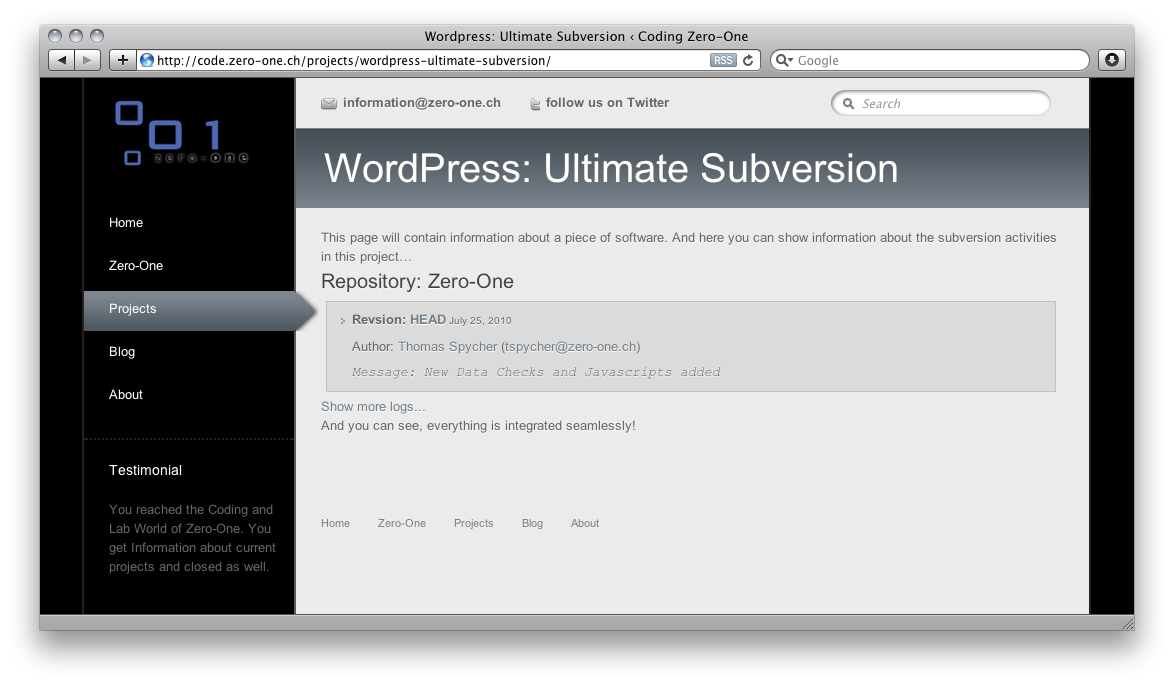 Wordpress: Ultimate Subversion ‹ Coding Zero-One
http://code.zero-one.ch/projects/wordpress-ultimate-subversion/
RSS
Google
01
zero-one
Home
Zero-One
Projects
Blog
About
Testimonial
You reached the Coding and
Lab World of Zero-One. You
get Information about current
projects and closed as well.
information@zero-one.ch
follow us on Twitter
Search
WordPress: Ultimate Subversion
This page will contain information about a piece of software. And here you can show information about the subversion activities
in this project...
Repository: Zero-One
Revsion: HEAD July 25, 2010
Author: Thomas Spycher (tspycher@zero-one.ch)
Message: New Data Checks and Javascripts added
Show more logs...
And you can see, everything is integrated seamlessly!
Home Zero-One Projects Blog About